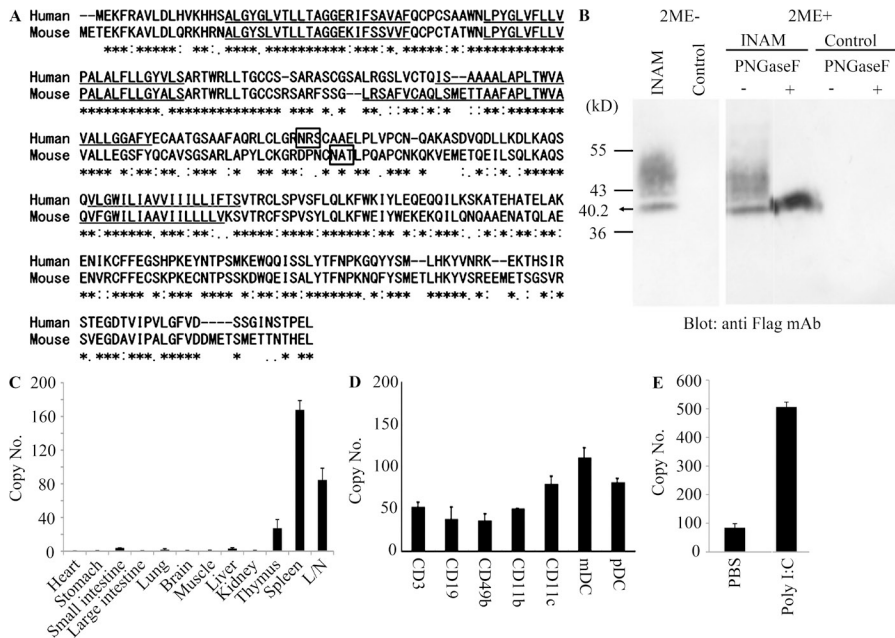 A
Human --MEKFRAVLDLHVKHHSALGYGLVTLLTAGGERIFSAVAFQCPCSAAWNLPYGLVFLLV
Mouse METEKFKAVLDLQRKHRNALGYSLVTLLTAGGEKIFSSVVFQCPCTATWNLPYGLVFLLV
Human PALALFLLGYVLSARTWRLLTGCCS-SARASCGSALRGSLVCTQIS--AAAALAPLTWVA
Mouse PALALFLLGYALSARTWRLLTGCCSRSARFSSG--LRSAFVCAQLSMETTAAFAPLTWVA
Human VALLGGAFYECAATGSAAFAQRLCLGRNRSCAAELPLVPCN-QAKASDVQDLLKDLKAQS
Mouse VALLEGSFYQCAVSGSARLAPYLCKGRDPNCNATLPQAPCNKQKVEMETQEILSQLKAQS
Human QVLGWILIAVVIIILLIFTSVTRCLSPVSFLQLKFWKIYLEQEQQILKSKATEHATELAK
Mouse QVFGWILIAAVIILLLLVKSVTRCFSPVSYLQLKFWEIYWEKEKQILQNQAAENATQLAE
Human ENIKCFFEGSHPKEYNTPSMKEWQQISSLYTFNPKGQYYSM--LHKYVNRK--EKTHSIR
Mouse ENVRCFFECSKPKECNTPSSKDWQEISALYTFNPKNQFYSMETLHKYVSREEMETSGSVR
Human STEGDTVIPVLGFVD----SSGINSTPEL
Mouse SVEGDAVIPALGFVDDMETSMETTNTHEL
B
2ME- 2ME+
INAM Control INAM Control
PNGaseF PNGaseF
- + - +
(kD)
55
43
40.2
36
Blot: anti Flag mAb
C
Copy No.
200
160
120
80
40
0
Heart Stomach Small intestine Large intestine Lung Brain Muscle Liver Kidney Thymus Spleen L/N
D
Copy No.
200
150
100
50
0
CD3 CD19 CD49b CD11b CD11c mDC pDC
E
Copy No.
600
500
400
300
200
100
0
PBS Poly I:C